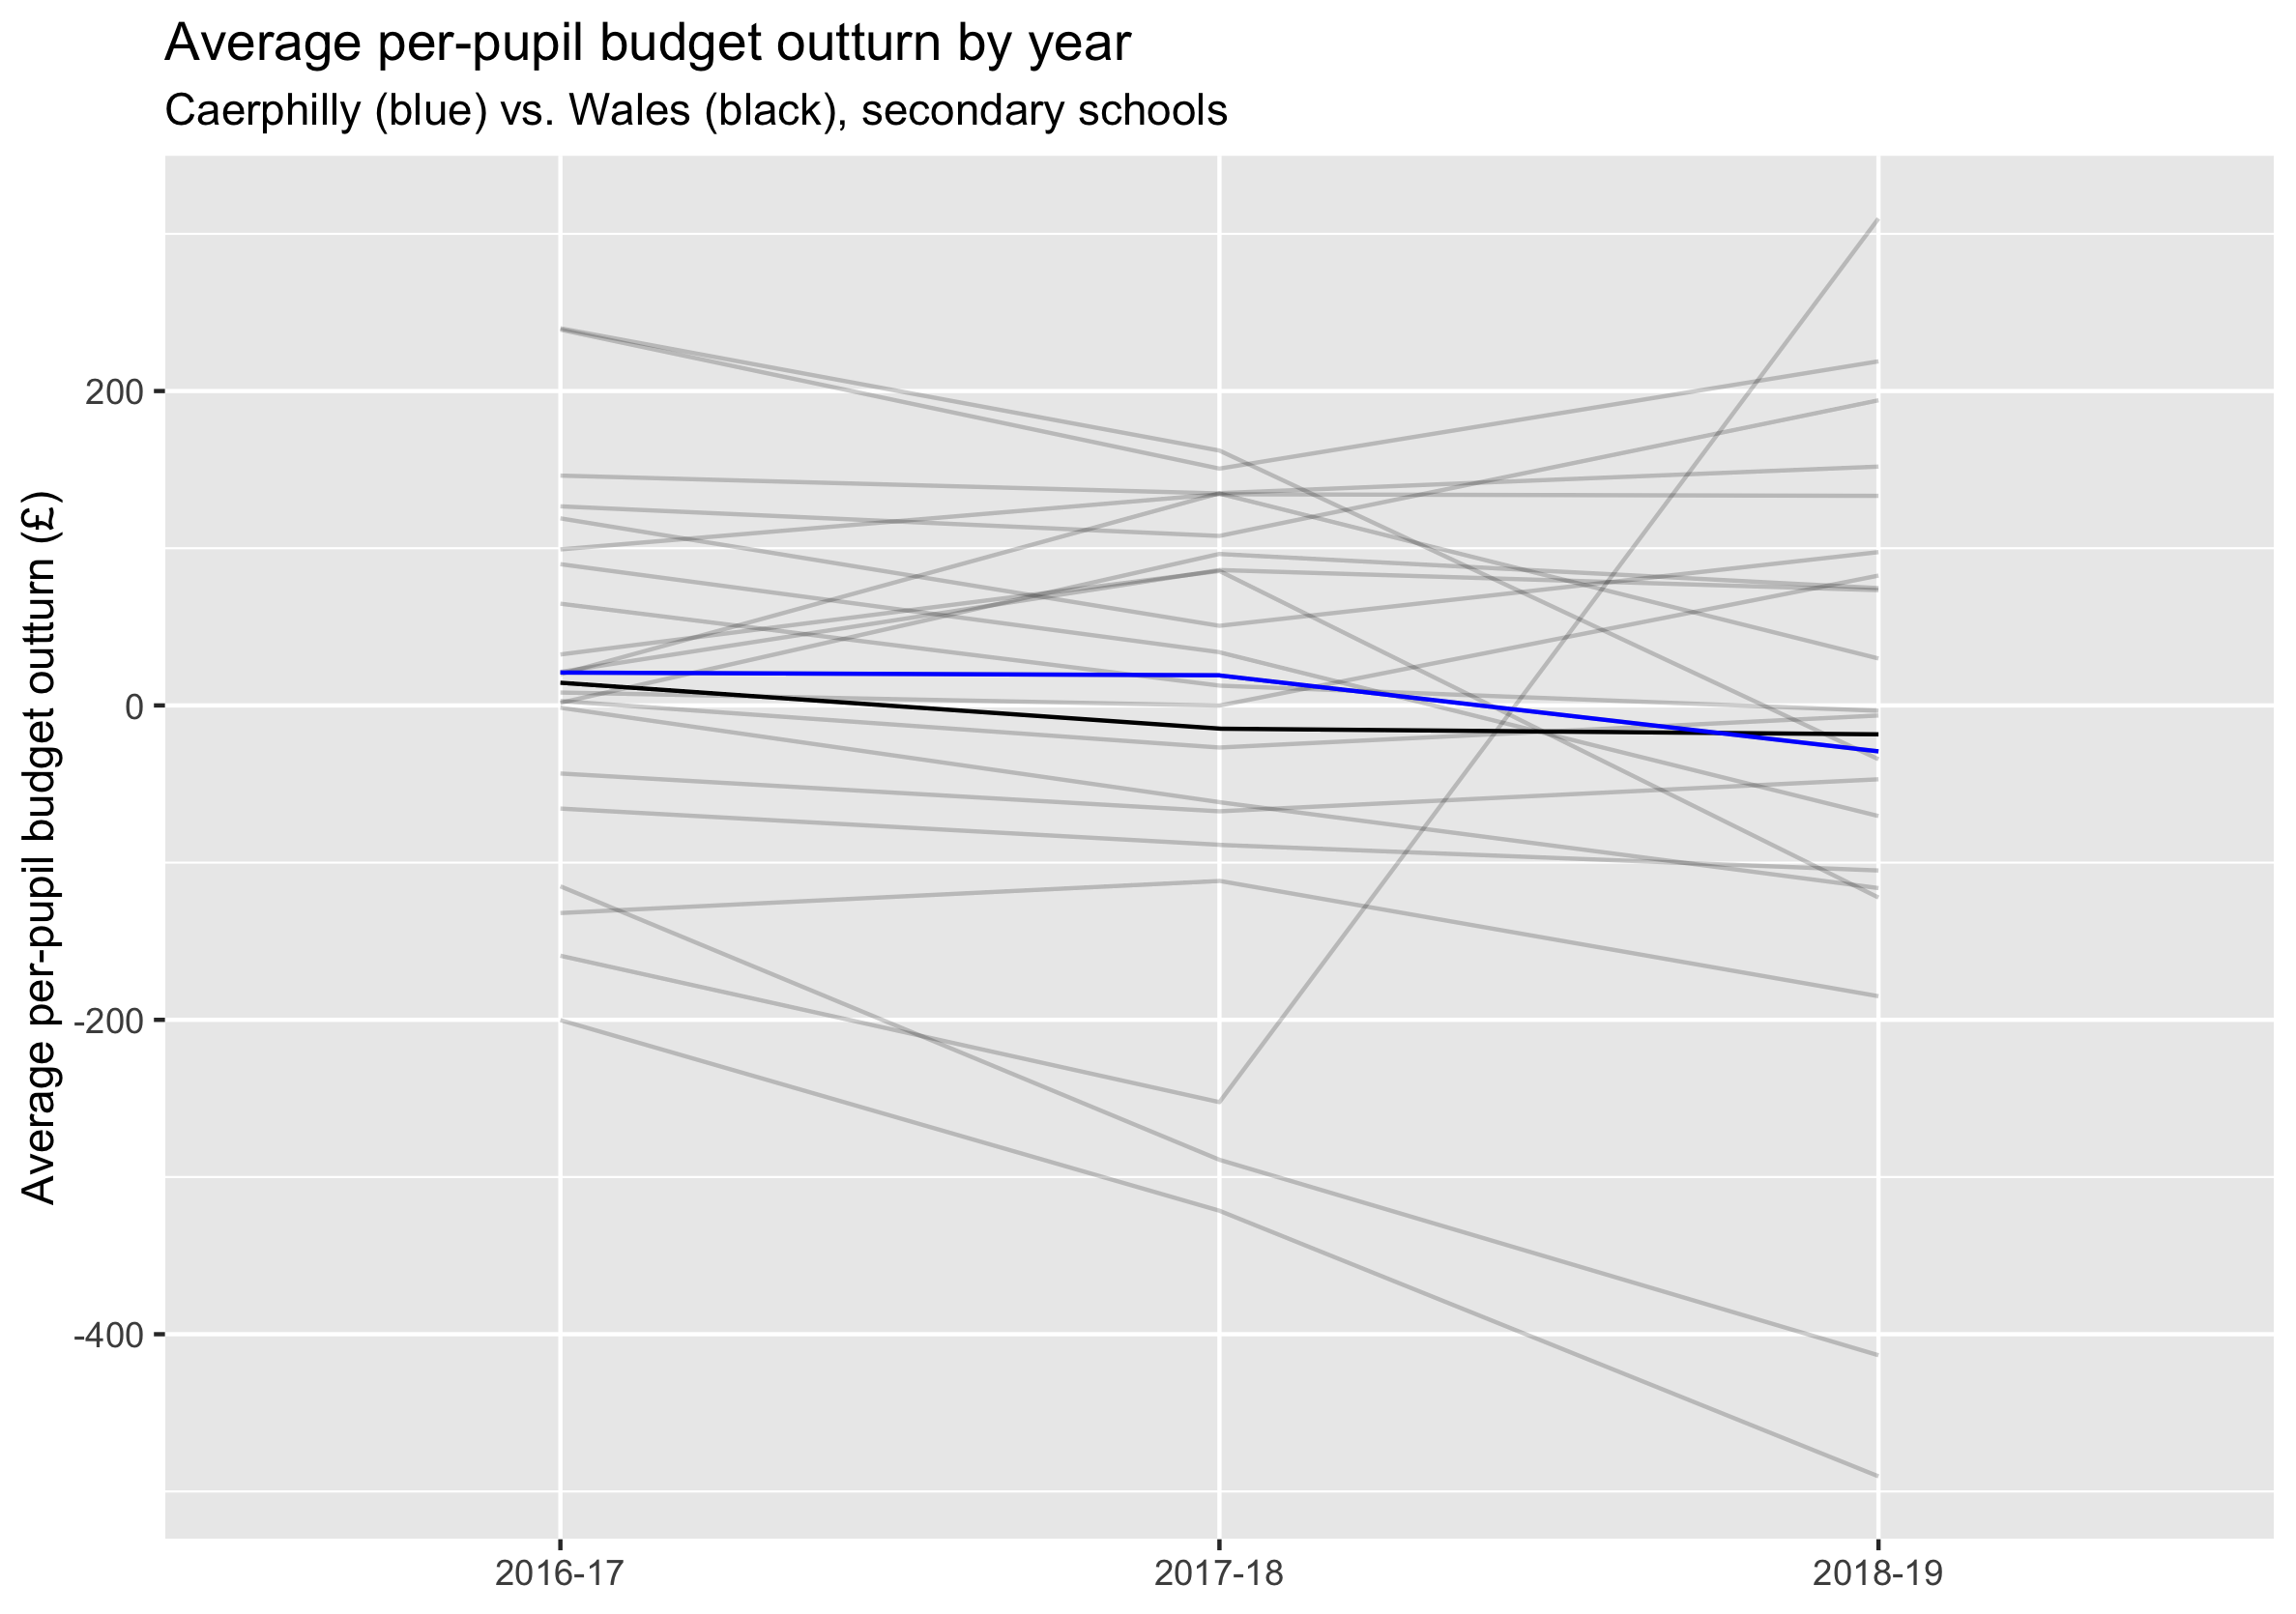 Average per-pupil budget outturn by year
Caerphilly (blue) vs. Wales (black), secondary schools
Average per-pupil budget outturn (£)
200
0
-200
-400
2016-17
2017-18
2018-19